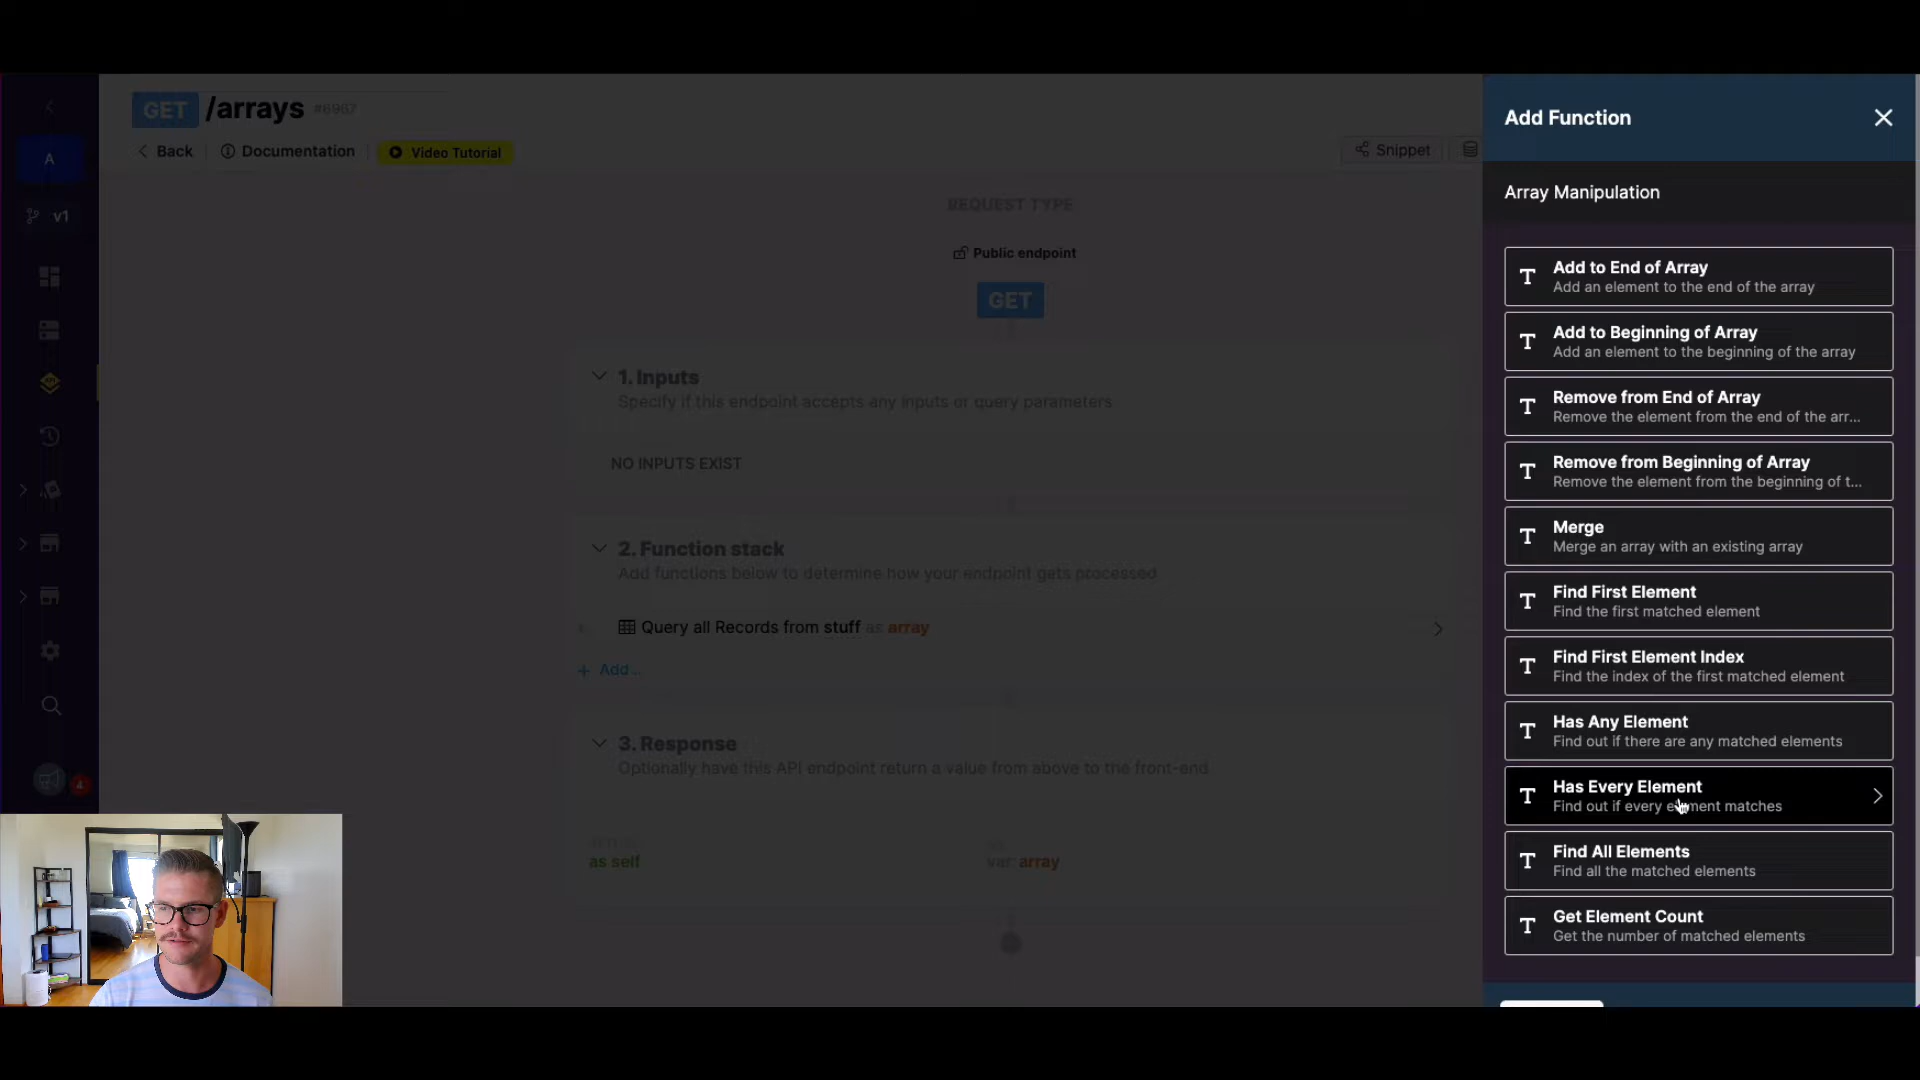 GET /arrays #6967
Back
Documentation
Video Tutorial
Snippet
A
v1
4
REQUEST TYPE
Public endpoint
GET
1. Inputs
Specify if this endpoint accepts any inputs or query parameters
NO INPUTS EXIST
2. Function stack
Add functions below to determine how your endpoint gets processed
Query all Records from stuff as array
+ Add ..
3. Response
Optionally have this API endpoint return a value from above to the front-end
as self
var: array
Add Function
Array Manipulation
Add to End of Array
Add an element to the end of the array
Add to Beginning of Array
Add an element to the beginning of the array
Remove from End of Array
Remove the element from the end of the arr...
Remove from Beginning of Array
Remove the element from the beginning of t...
Merge
Merge an array with an existing array
Find First Element
Find the first matched element
Find First Element Index
Find the index of the first matched element
Has Any Element
Find out if there are any matched elements
Has Every Element
Find out if every element matches
Find All Elements
Find all the matched elements
Get Element Count
Get the number of matched elements